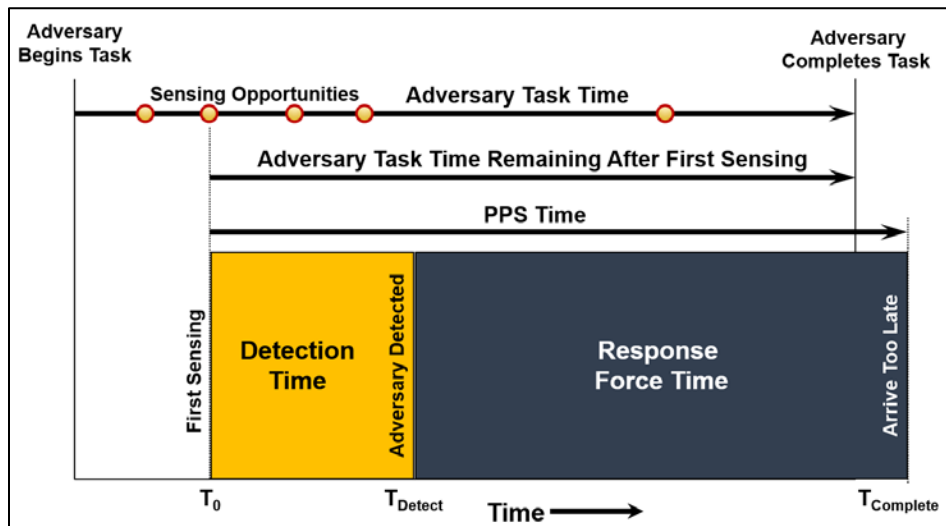 Adversary
Begins Task
Adversary
Completes Task
Sensing Opportunities
Adversary Task Time
Adversary Task Time Remaining After First Sensing
PPS Time
First Sensing
Detection
Time
Adversary Detected
Response
Force Time
Arrive Too Late
T0
TDetect
Time
TComplete